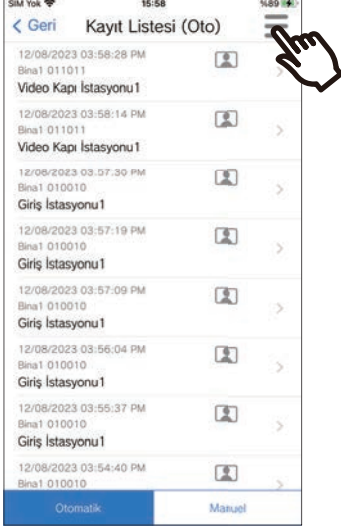 SIM Yok 15:58 %89
Geri Kayıt Listesi (Oto)
12/08/2023 03:58:28 PM
Bina1 011011
Video Kapı İstasyonu1
12/08/2023 03:58:14 PM
Bina1 011011
Video Kapı İstasyonu1
12/08/2023 03:57:30 PM
Bina1 010010
Giriş İstasyonu1
12/08/2023 03:57:19 PM
Bina1 010010
Giriş İstasyonu1
12/08/2023 03:57:09 PM
Bina1 010010
Giriş İstasyonu1
12/08/2023 03:56:04 PM
Bina1 010010
Giriş İstasyonu1
12/08/2023 03:55:37 PM
Bina1 010010
Giriş İstasyonu1
12/08/2023 03:54:40 PM
Bina1 010010
Otomatik Manuel